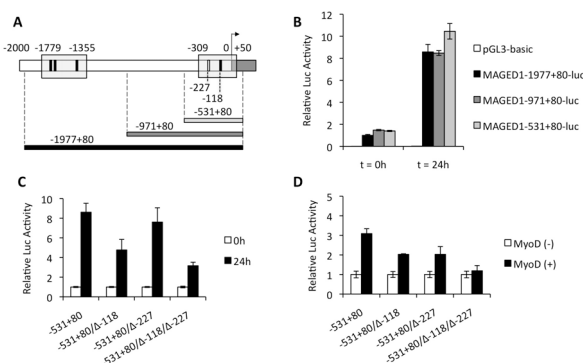 A
-2000 -1779 -1355 -309 0 +50
-227
-118
-531+80
-971+80
-1977+80
B
Relative Luc Activity
12
10
8
6
4
2
0
t = 0h t = 24h
pGL3-basic
MAGED1-1977+80-luc
MAGED1-971+80-luc
MAGED1-531+80-luc
C
Relative Luc Activity
10
8
6
4
2
0
-531+80
-531+80/Δ-118
-531+80/Δ-227
-531+80/Δ-118/Δ-227
0h
24h
D
Relative Luc Activity
5
4
3
2
1
0
-531+80
-531+80/Δ-118
-531+80/Δ-227
-531+80/Δ-118/Δ-227
MyoD (-)
MyoD (+)